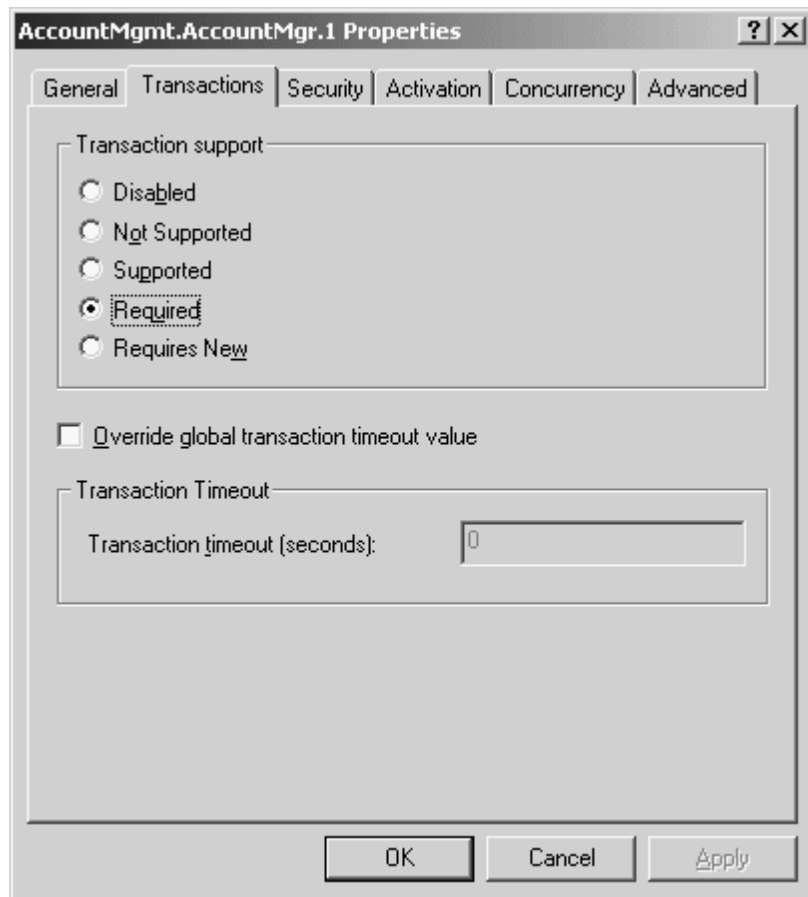 AccountMgmt.AccountMgr.1 Properties ? X
General Transactions Security Activation Concurrency Advanced
Transaction support
Disabled
Not Supported
Supported
Required
Requires New
Override global transaction timeout value
Transaction Timeout
Transaction timeout (seconds): 0
OK Cancel Apply